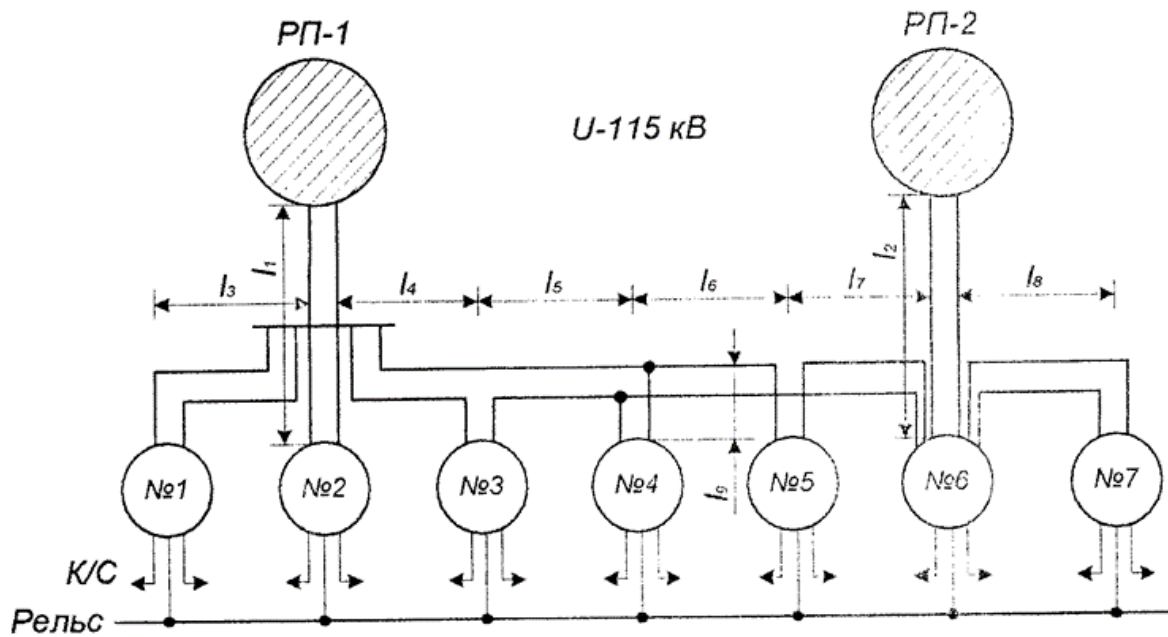 РП-1
РП-2
U-115 кВ
l1
l2
l3
l4
l5
l6
l7
l8
l9
№1
№2
№3
№4
№5
№6
№7
К/С
Рельс